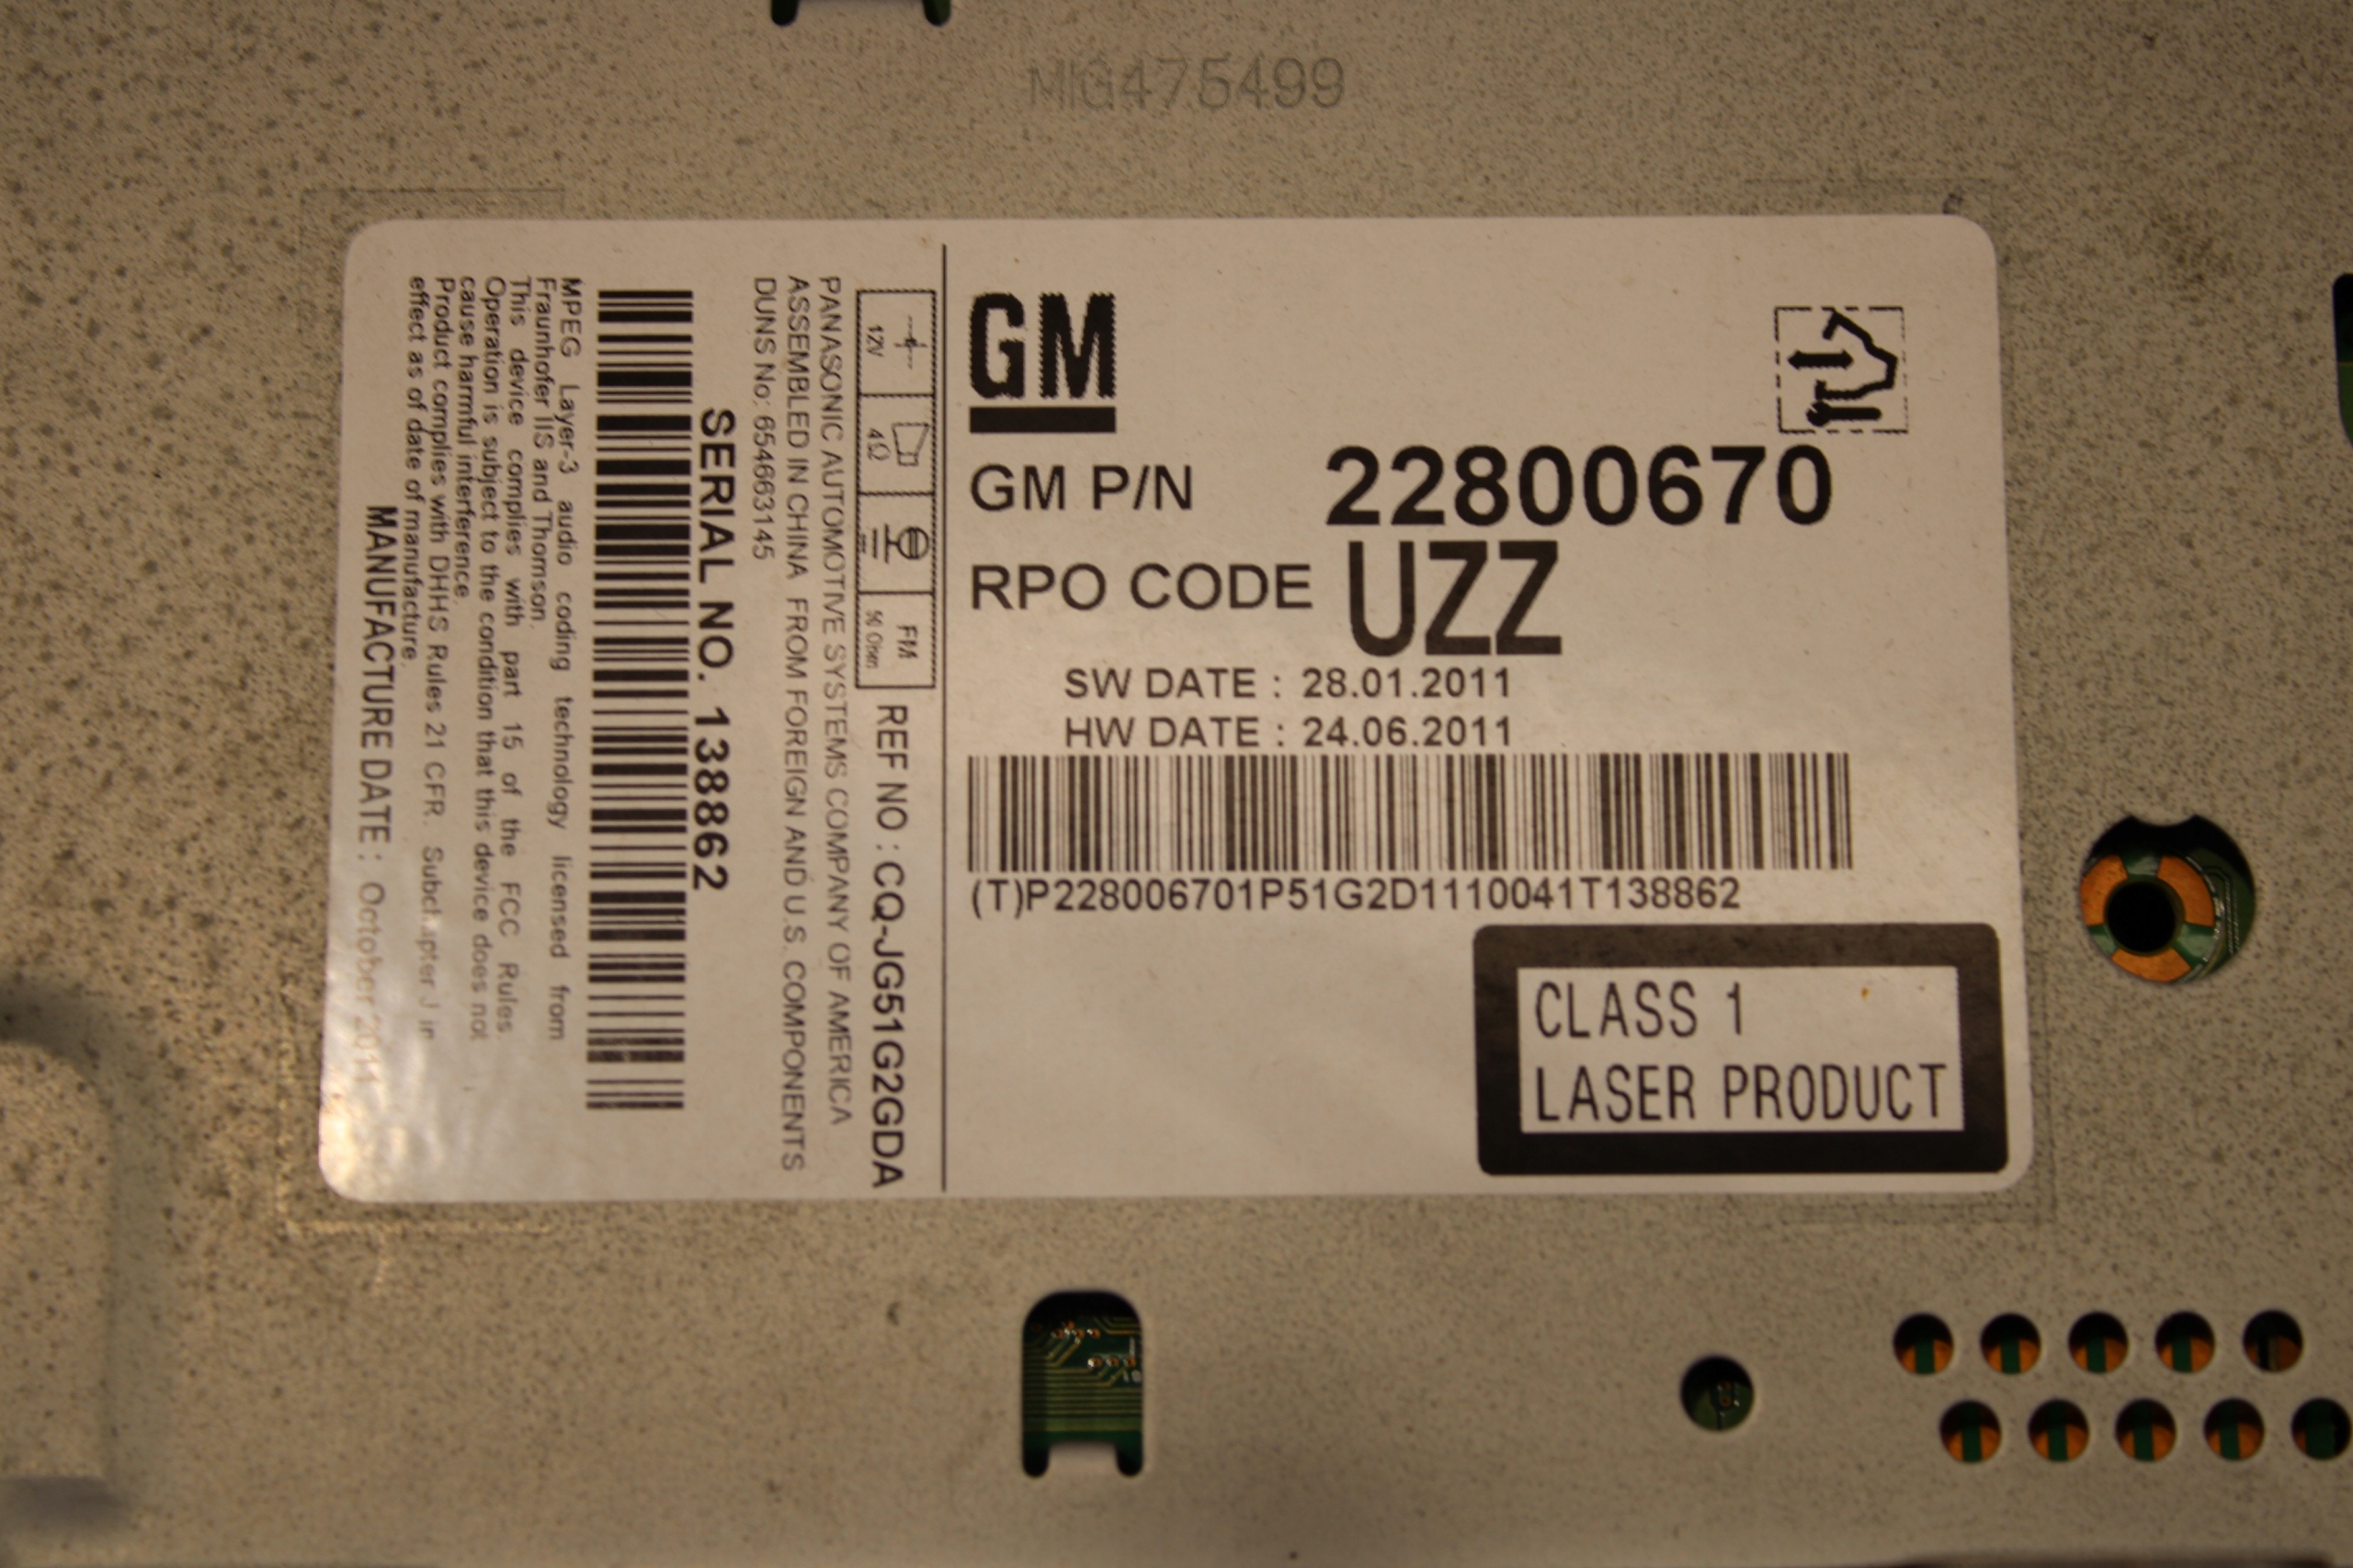 MIG475499
GM
GM P/N 22800670
RPO CODE UZZ
SW DATE : 28.01.2011
HW DATE : 24.06.2011
(T)P228006701P51G2D1110041T138862
CLASS 1
LASER PRODUCT
12V
4Ω
FM
REF NO : CQ-JG51G2GDA
PANASONIC AUTOMOTIVE SYSTEMS COMPANY OF AMERICA
ASSEMBLED IN CHINA FROM FOREIGN AND U.S. COMPONENTS
DUNS No: 654663145
SERIAL NO. 138862
MPEG Layer-3 audio coding technology licensed from
Fraunhofer IIS and Thomson.
This device complies with part 15 of the FCC Rules
Operation is subject to the condition that this device does not
cause harmful interference.
Product complies with DHHS Rules 21 CFR. Subchapter J in
effect as of date of manufacture.
MANUFACTURE DATE : October 2011